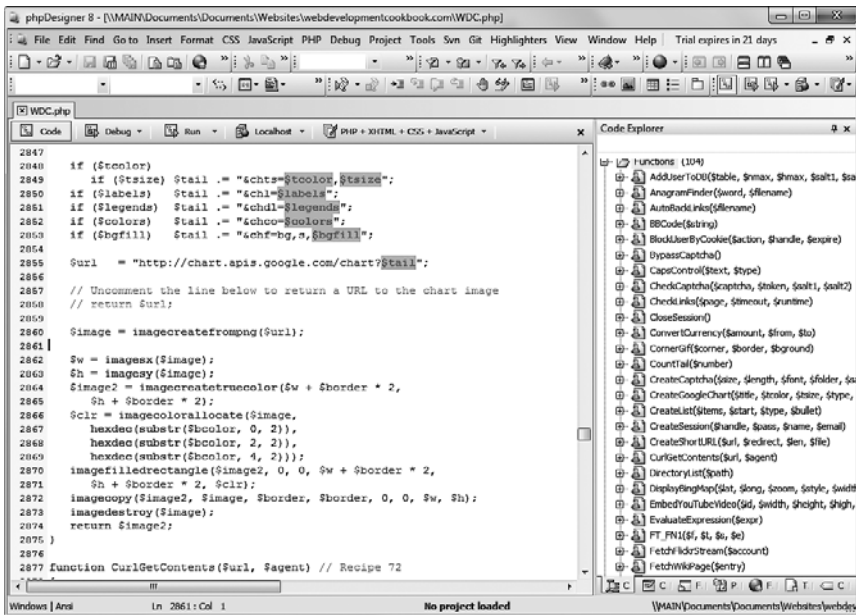 phpDesigner 8 - [\\MAIN\Documents\Documents\Websites\webdevelopmentcookbook.com\WDC.php]
File Edit Find Go to Insert Format CSS JavaScript PHP Debug Project Tools Svn Git Highlighters View Window Help Trial expires in 21 days
WDC.php
Code Debug Run Localhost PHP + XHTML + CSS + JavaScript
2847
2848 if ($tcolor)
2849 if ($tsize) $tail .= "&chts=$tcolor,$tsize";
2850 if ($labels) $tail .= "&chl=$labels";
2851 if ($legends) $tail .= "&chdl=$legends";
2852 if ($colors) $tail .= "&chco=$colors";
2853 if ($bgfill) $tail .= "&chf=bg,s,$bgfill";
2854
2855 $url = "http://chart.apis.google.com/chart?$tail";
2856
2857 // Uncomment the line below to return a URL to the chart image
2858 // return $url;
2859
2860 $image = imagecreatefrompng($url);
2861
2862 $w = imagesx($image);
2863 $h = imagesy($image);
2864 $image2 = imagecreatetruecolor($w + $border * 2,
2865 $h + $border * 2);
2866 $clr = imagecolorallocate($image,
2867 hexdec(substr($bcolor, 0, 2)),
2868 hexdec(substr($bcolor, 2, 2)),
2869 hexdec(substr($bcolor, 4, 2)));
2870 imagefilledrectangle($image2, 0, 0, $w + $border * 2,
2871 $h + $border * 2, $clr);
2872 imagecopy($image2, $image, $border, $border, 0, 0, $w, $h);
2873 imagedestroy($image);
2874 return $image2;
2875 }
2876
2877 function CurlGetContents($url, $agent) // Recipe 72
Code Explorer
Functions (104)
AddUserToDB($table, $nmax, $hmax, $salt1, $sa
AnagramFinder($word, $filename)
AutoBackLinks($filename)
BBCode($string)
BlockUserByCookie($action, $handle, $expire)
BypassCaptcha()
CapsControl($text, $type)
CheckCaptcha($captcha, $token, $salt1, $salt2)
CheckLinks($page, $timeout, $runtime)
CloseSession()
ConvertCurrency($amount, $from, $to)
CornerGif($corner, $border, $bground)
CountTail($number)
CreateCaptcha($size, $length, $font, $folder, $sa
CreateGoogleChart($title, $tcolor, $tsize, $type,
CreateList($items, $start, $type, $bullet)
CreateSession($handle, $pass, $name, $email)
CreateShortURL($url, $redirect, $len, $file)
CurlGetContents($url, $agent)
DirectoryList($path)
DisplayBingMap($lat, $long, $zoom, $style, $width
EmbedYouTubeVideo($id, $width, $height, $high,
EvaluateExpression($expr)
FT_FN1($f, $t, $u, $e)
FetchFlickrStream($account)
FetchWikiPage($entry)
C C F P F T C
Windows | Ansi Ln 2861 : Col 1 No project loaded \\MAIN\Documents\Documents\Websites\webdev